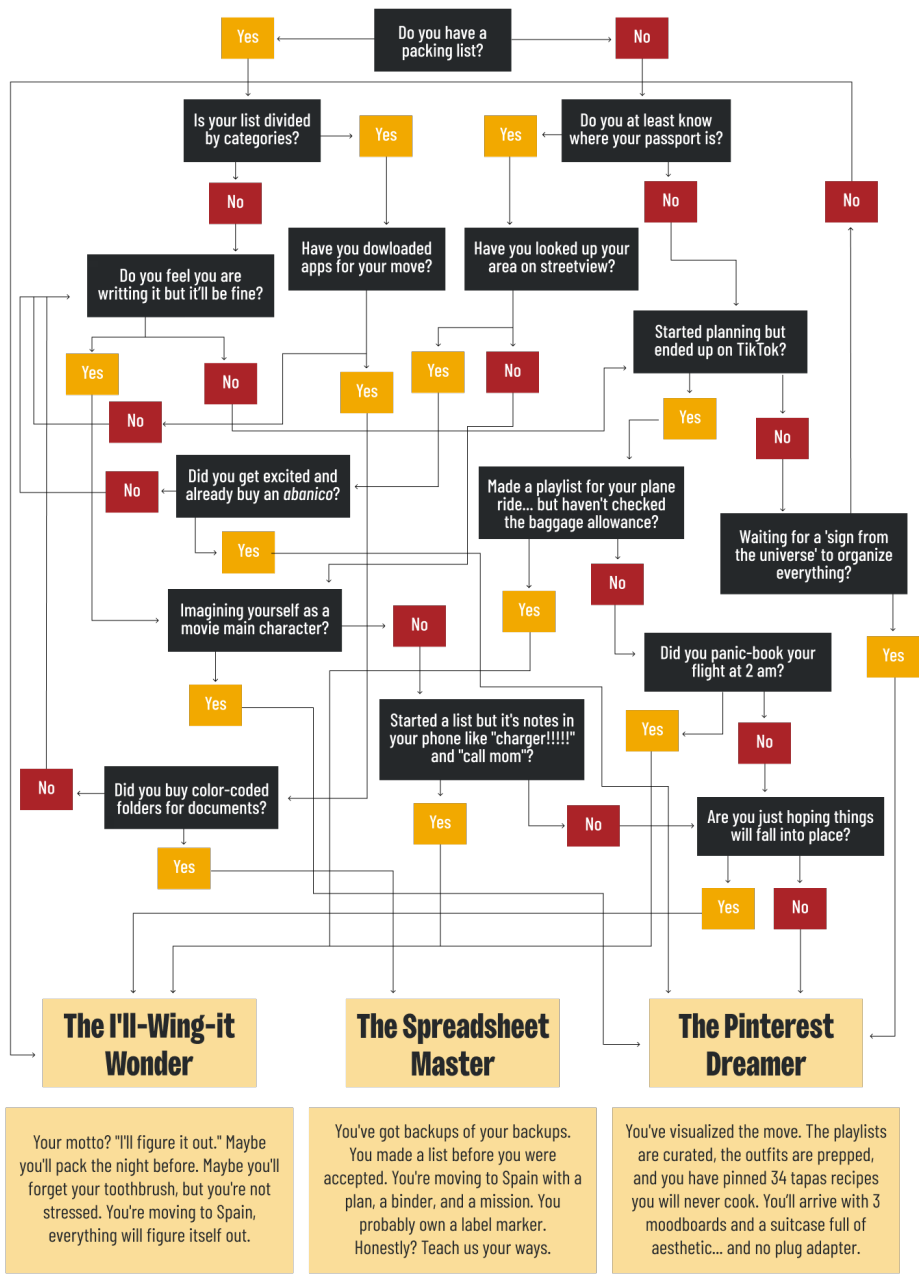 Do you have a
packing list?
Yes
No
Is your list divided
by categories?
Yes
Yes
Do you at least know
where your passport is?
No
No
No
Have you dowloaded
apps for your move?
Have you looked up your
area on streetview?
Do you feel you are
writting it but it'll be fine?
Started planning but
ended up on TikTok?
Yes
No
Yes
Yes
No
No
Yes
No
Did you get excited and
already buy an abanico?
No
Made a playlist for your plane
ride... but haven't checked
the baggage allowance?
Waiting for a 'sign from
the universe' to organize
everything?
Yes
No
Imagining yourself as a
movie main character?
No
Yes
Did you panic-book your
flight at 2 am?
Yes
Yes
Started a list but it's notes in
your phone like "charger!!!!!"
and "call mom"?
Yes
No
No
Did you buy color-coded
folders for documents?
Yes
No
Are you just hoping things
will fall into place?
Yes
Yes
No
The I'll-Wing-it
Wonder
The Spreadsheet
Master
The Pinterest
Dreamer
Your motto? "I'll figure it out." Maybe
you'll pack the night before. Maybe you'll
forget your toothbrush, but you're not
stressed. You're moving to Spain,
everything will figure itself out.
You've got backups of your backups.
You made a list before you were
accepted. You're moving to Spain with a
plan, a binder, and a mission. You
probably own a label marker.
Honestly? Teach us your ways.
You've visualized the move. The playlists
are curated, the outfits are prepped,
and you have pinned 34 tapas recipes
you will never cook. You'll arrive with 3
moodboards and a suitcase full of
aesthetic... and no plug adapter.